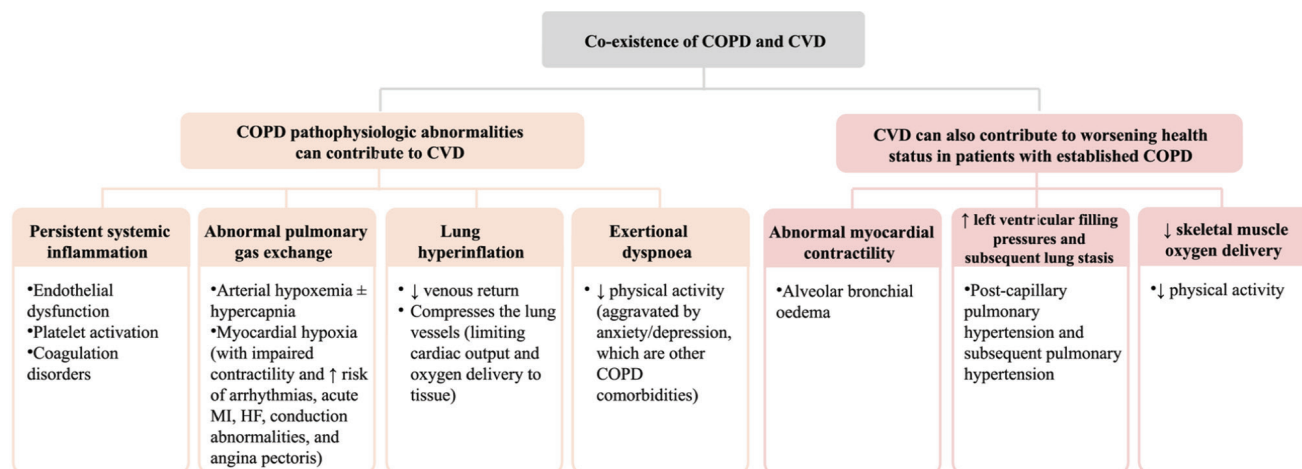 Co-existence of COPD and CVD
COPD pathophysiologic abnormalities
can contribute to CVD
CVD can also contribute to worsening health
status in patients with established COPD
Persistent systemic
inflammation
•Endothelial
dysfunction
•Platelet activation
•Coagulation
disorders
Abnormal pulmonary
gas exchange
•Arterial hypoxemia ±
hypercapnia
•Myocardial hypoxia
(with impaired
contractility and ↑ risk
of arrhythmias, acute
MI, HF, conduction
abnormalities, and
angina pectoris)
Lung
hyperinflation
•↓ venous return
•Compresses the lung
vessels (limiting
cardiac output and
oxygen delivery to
tissue)
Exertional
dyspnoea
•↓ physical activity
(aggravated by
anxiety/depression,
which are other
COPD
comorbidities)
Abnormal myocardial
contractility
•Alveolar bronchial
oedema
↑ left ventricular filling
pressures and
subsequent lung stasis
•Post-capillary
pulmonary
hypertension and
subsequent pulmonary
hypertension
↓ skeletal muscle
oxygen delivery
•↓ physical activity